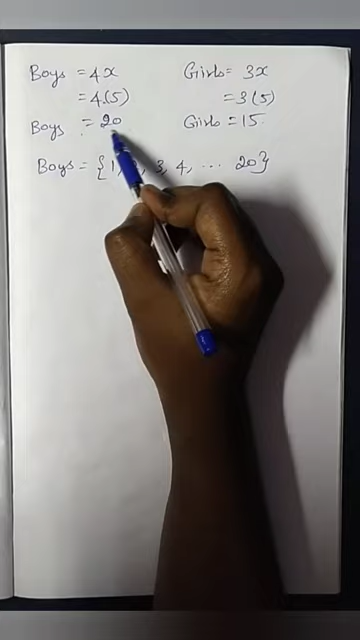 Boys = 4x Girls = 3x
= 4.(5) = 3(5)
Boys = 20 Girls = 15.
Boys = {1, , 3, 4, ... 20}